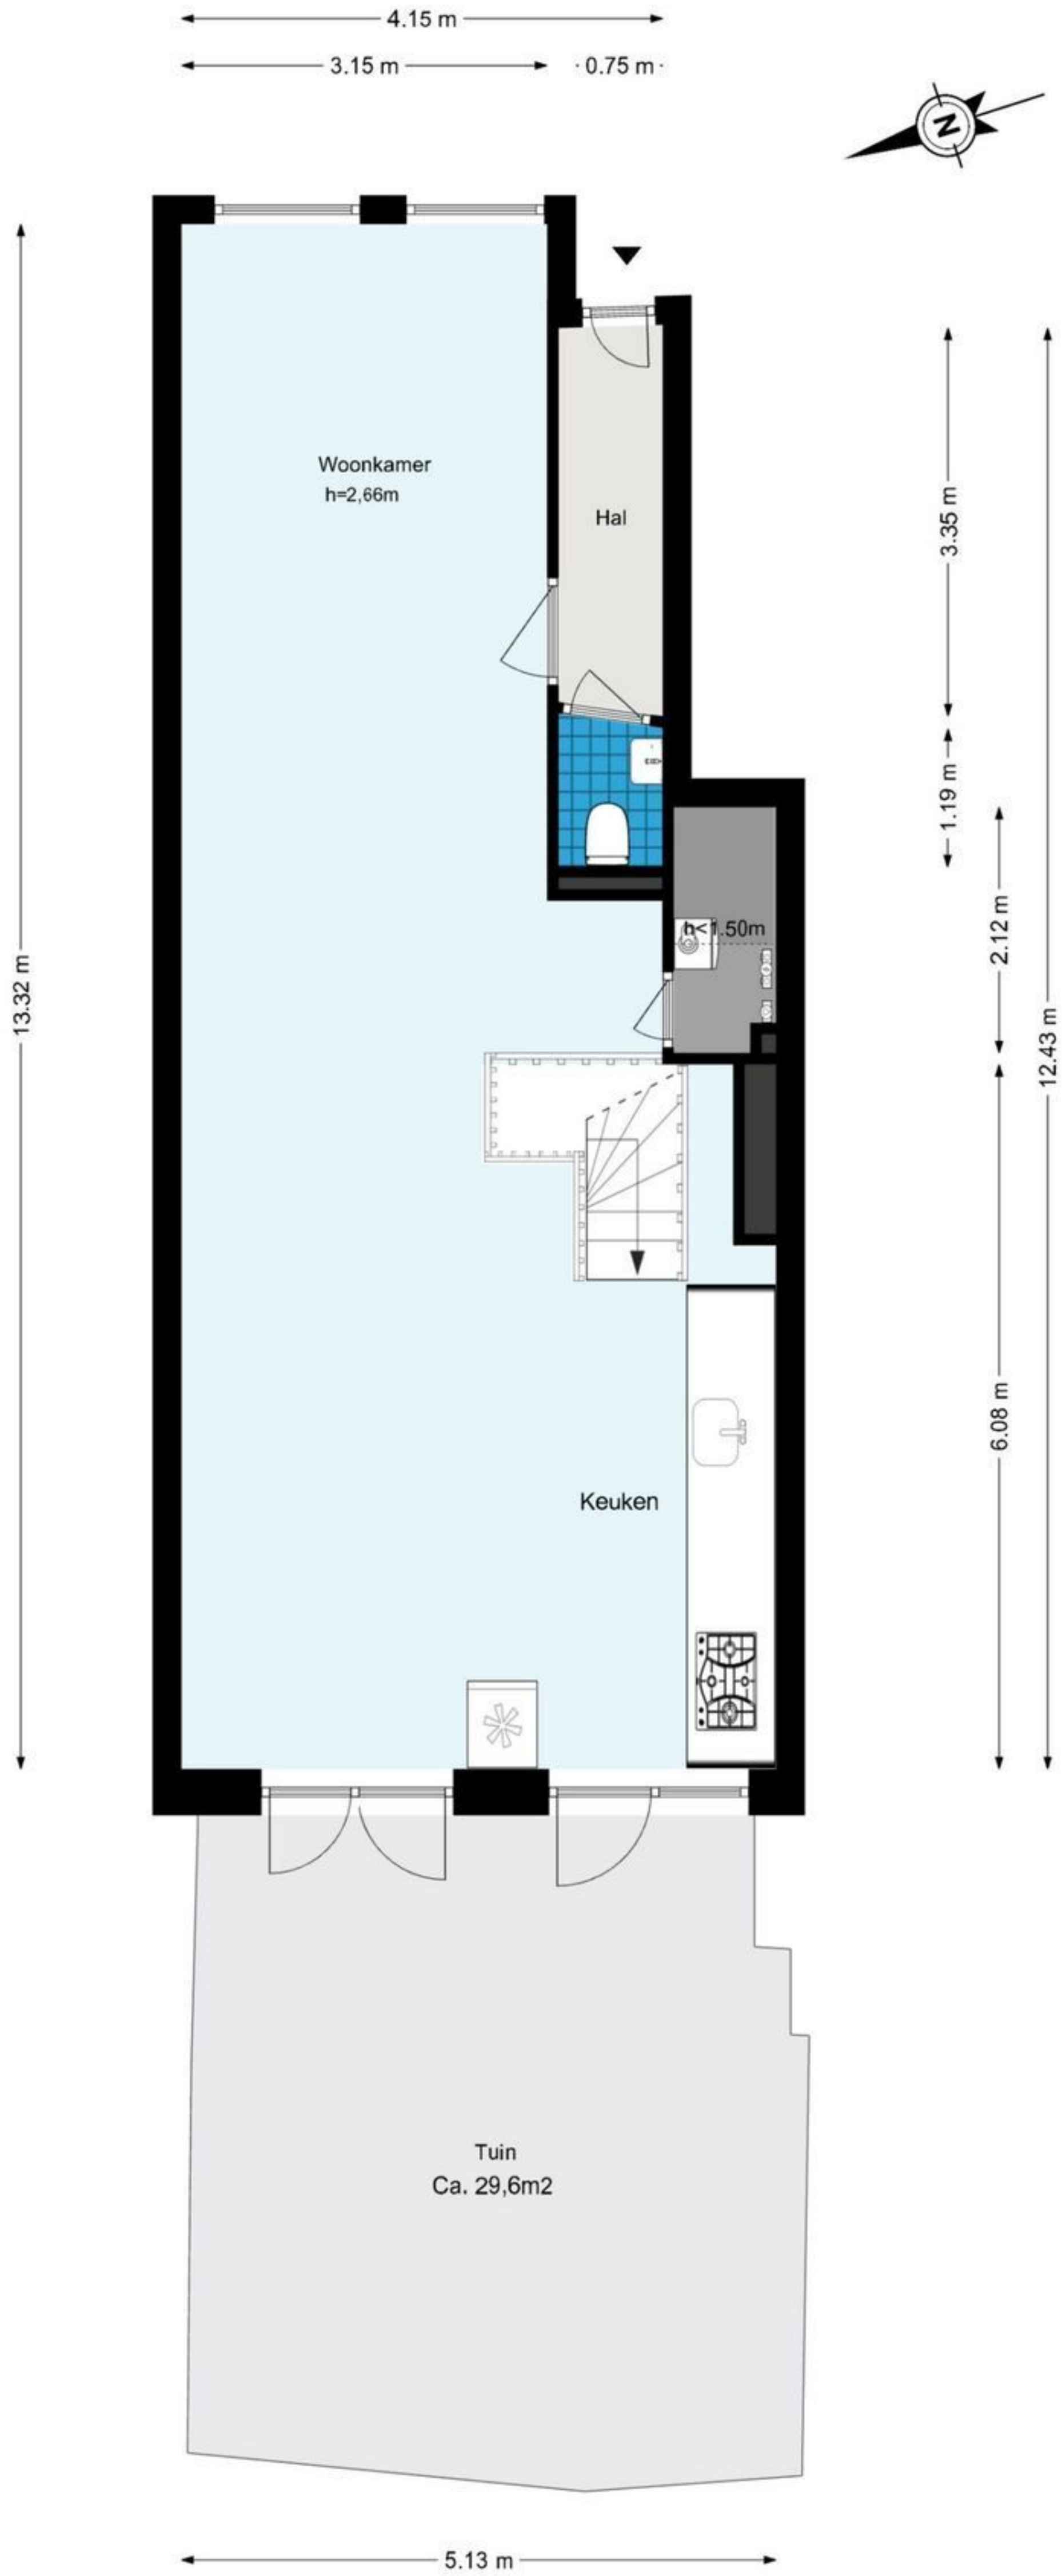 4.15 m
3.15 m
0.75 m
N
Woonkamer
h=2,66m
Hal
3.35 m
1.19 m
h<1.50m
2.12 m
13.32 m
12.43 m
6.08 m
Keuken
Tuin
Ca. 29,6m2
5.13 m